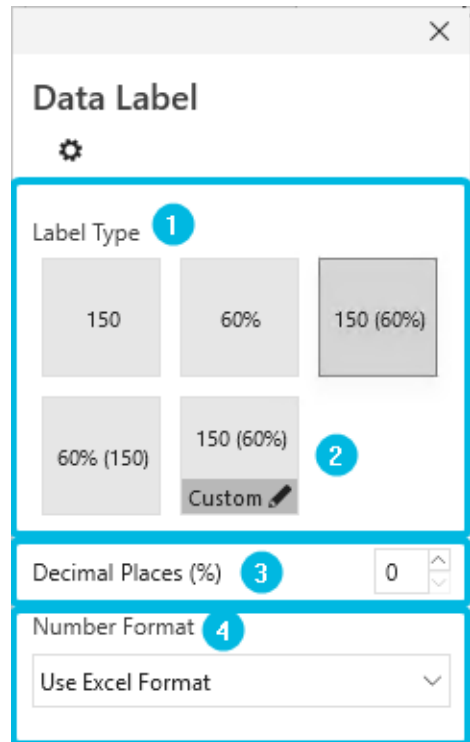 Data Label
Label Type 1
150
60%
150 (60%)
60% (150)
150 (60%)
Custom
2
Decimal Places (%) 3 0
Number Format 4
Use Excel Format